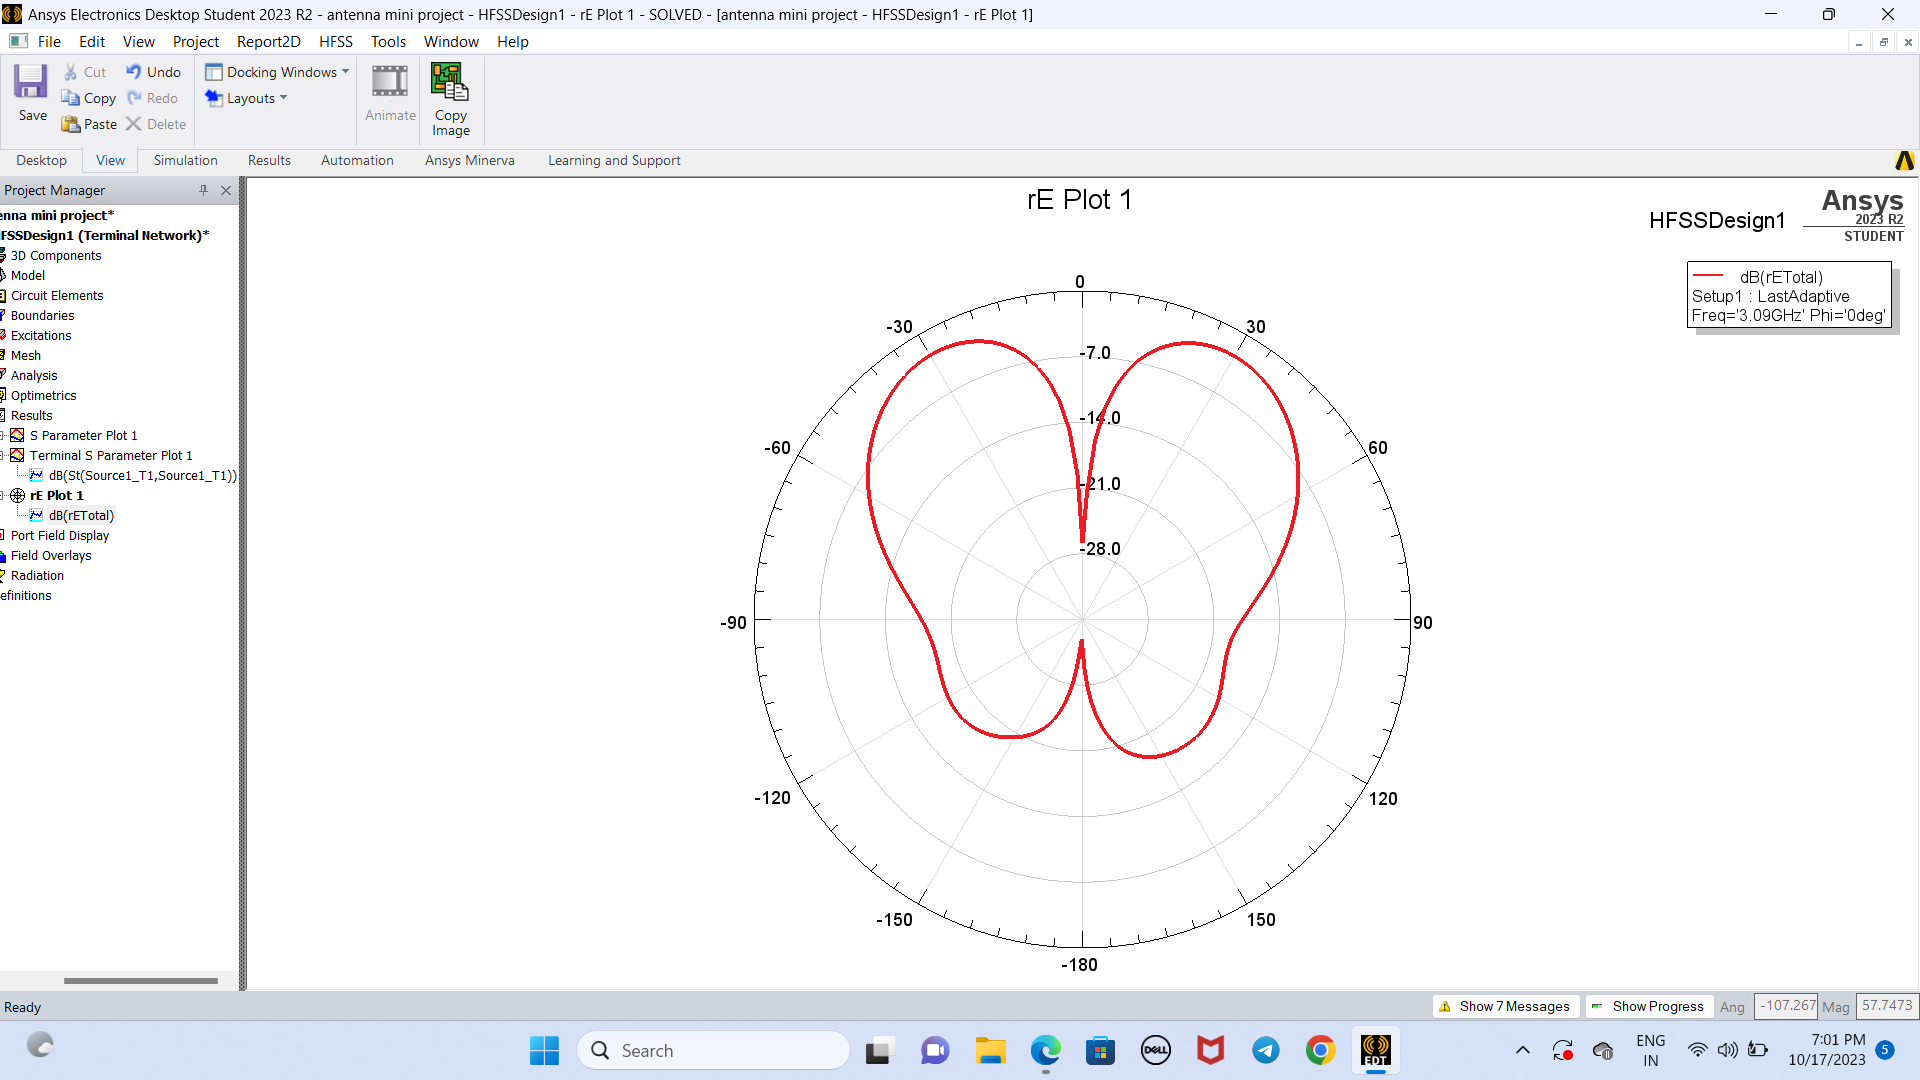 Ansys Electronics Desktop Student 2023 R2 - antenna mini project - HFSSDesign1 - rE Plot 1 - SOLVED - [antenna mini project - HFSSDesign1 - rE Plot 1]
File Edit View Project Report2D HFSS Tools Window Help
Save
Cut
Copy
Paste
Undo
Redo
Delete
Docking Windows
Layouts
Animate
Copy
Image
Desktop View Simulation Results Automation Ansys Minerva Learning and Support
Project Manager
enna mini project*
FSSDesign1 (Terminal Network)*
3D Components
Model
Circuit Elements
Boundaries
Excitations
Mesh
Analysis
Optimetrics
Results
S Parameter Plot 1
Terminal S Parameter Plot 1
dB(St(Source1_T1,Source1_T1))
rE Plot 1
dB(rETotal)
Port Field Display
Field Overlays
Radiation
efinitions
rE Plot 1
HFSSDesign1
Ansys
2023 R2
STUDENT
dB(rETotal)
Setup1 : LastAdaptive
Freq='3.09GHz' Phi='0deg'
0
-30
30
-7.0
-14.0
-60
60
-21.0
-28.0
-90
90
-120
120
-150
150
-180
Ready
Show 7 Messages
Show Progress
Ang -107.267 Mag 57.7473
Search
DELL
EDT
ENG
IN
7:01 PM
10/17/2023
5